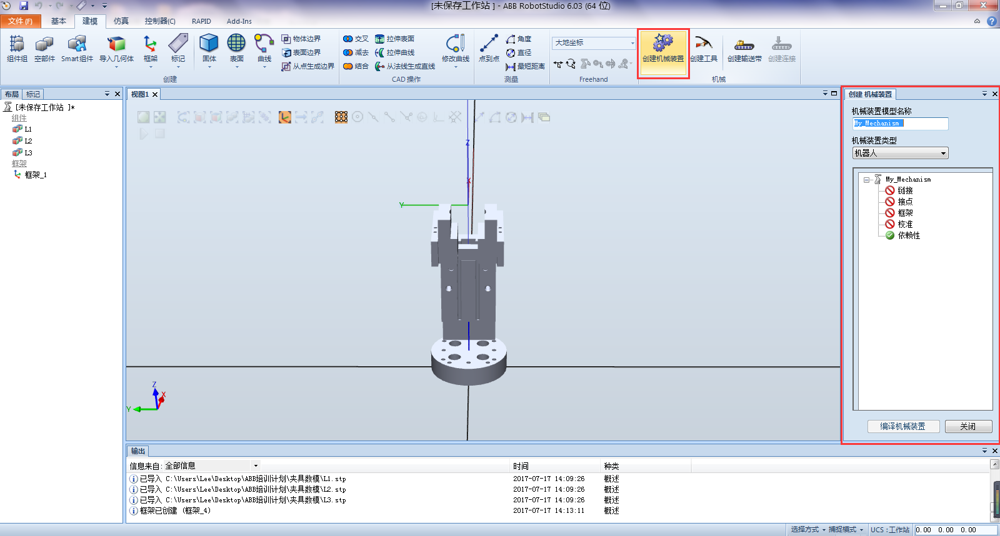 [未保存工作站 ] - ABB RobotStudio 6.03 (64 位)
文件(F) 基本 建模 仿真 控制器(C) RAPID Add-Ins
组件组 空部件 Smart组件 导入几何体 框架 标记 固体 表面 曲线
物体边界
表面边界
从点生成边界
创建
交叉 拉伸表面
减去 拉伸曲线
结合 从法线生成直线
修改曲线
CAD 操作
点到点
角度
直径
最短距离
测量
大地坐标
Freehand
创建机械装置 创建工具 创建输送带 创建连接
机械
布局 标记
[未保存工作站 ]*
组件
L1
L2
L3
框架
框架_1
视图1
Z
X
Y
Z
X
Y
创建 机械装置
机械装置模型名称
My_Mechanism
机械装置类型
机器人
My_Mechanism
链接
接点
框架
校准
依赖性
编译机械装置 关闭
输出
信息来自: 全部信息 时间 种类
已导入 C:\Users\Lee\Desktop\ABB培训计划\夹具数模\L1.stp 2017-07-17 14:09:26 概述
已导入 C:\Users\Lee\Desktop\ABB培训计划\夹具数模\L2.stp 2017-07-17 14:09:26 概述
已导入 C:\Users\Lee\Desktop\ABB培训计划\夹具数模\L3.stp 2017-07-17 14:09:26 概述
框架已创建 (框架_4) 2017-07-17 14:13:11 概述
选择方式 捕捉模式 UCS :工作站 0.00 0.00 0.00